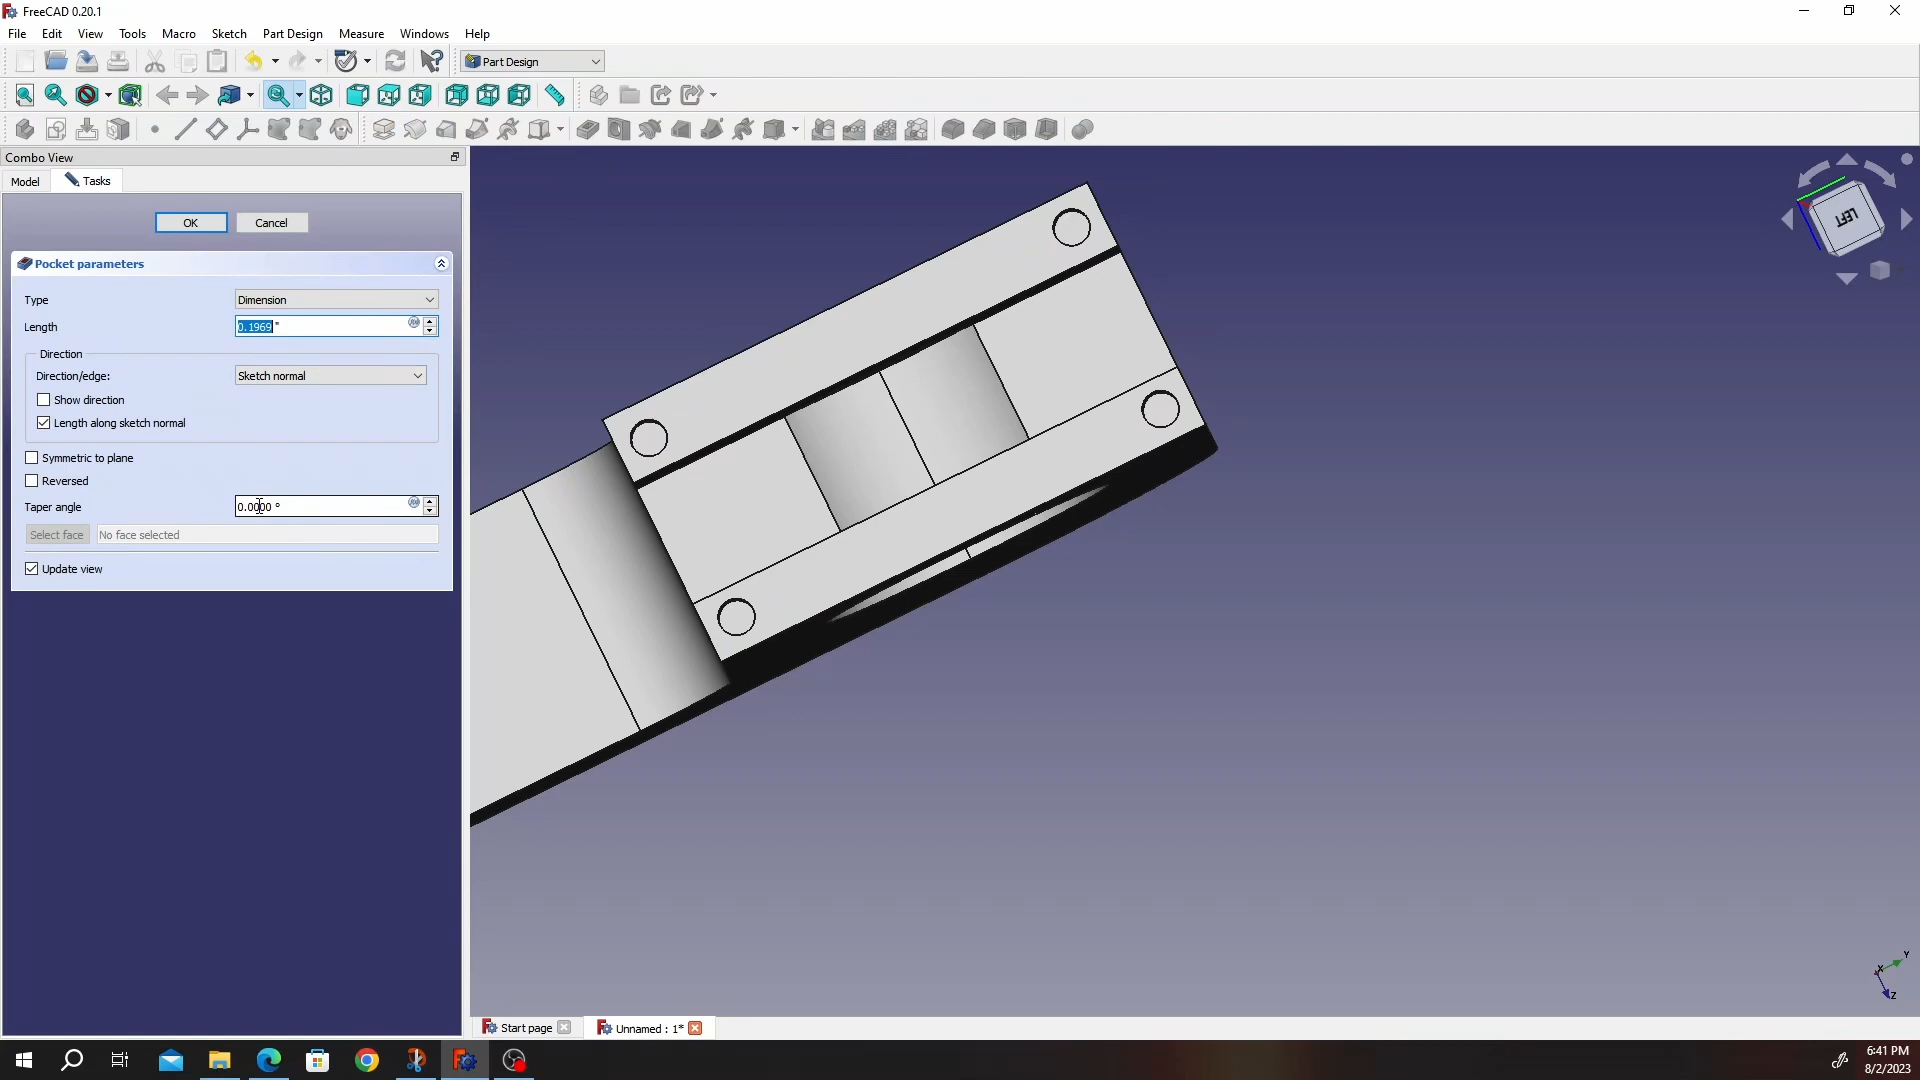 FreeCAD 0.20.1
File Edit View Tools Macro Sketch Part Design Measure Windows Help
Part Design
Combo View
Model Tasks
OK Cancel
Pocket parameters
Type Dimension
Length 0.1969 "
Direction
Direction/edge: Sketch normal
Show direction
Length along sketch normal
Symmetric to plane
Reversed
Taper angle 0.0000 °
Select face No face selected
Update view
LEFT
Y
X
Z
Start page Unnamed : 1*
6:41 PM
8/2/2023